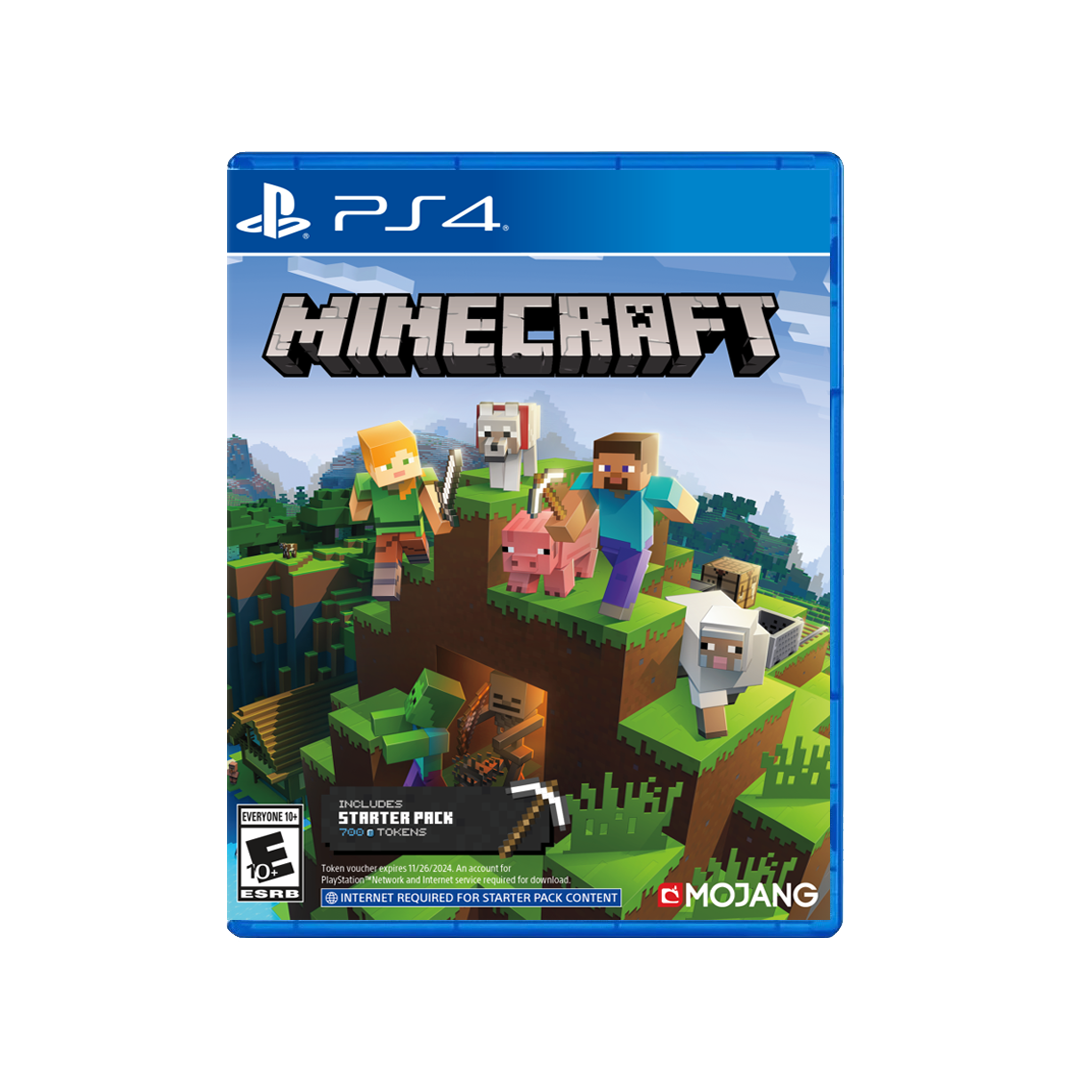 PS4®
MINECRAFT
INCLUDES
STARTER PACK
700 TOKENS
Token voucher expires 11/26/2024. An account for
PlayStation™Network and Internet service required for download.
INTERNET REQUIRED FOR STARTER PACK CONTENT
EVERYONE 10+
E
10+
ESRB
MOJANG